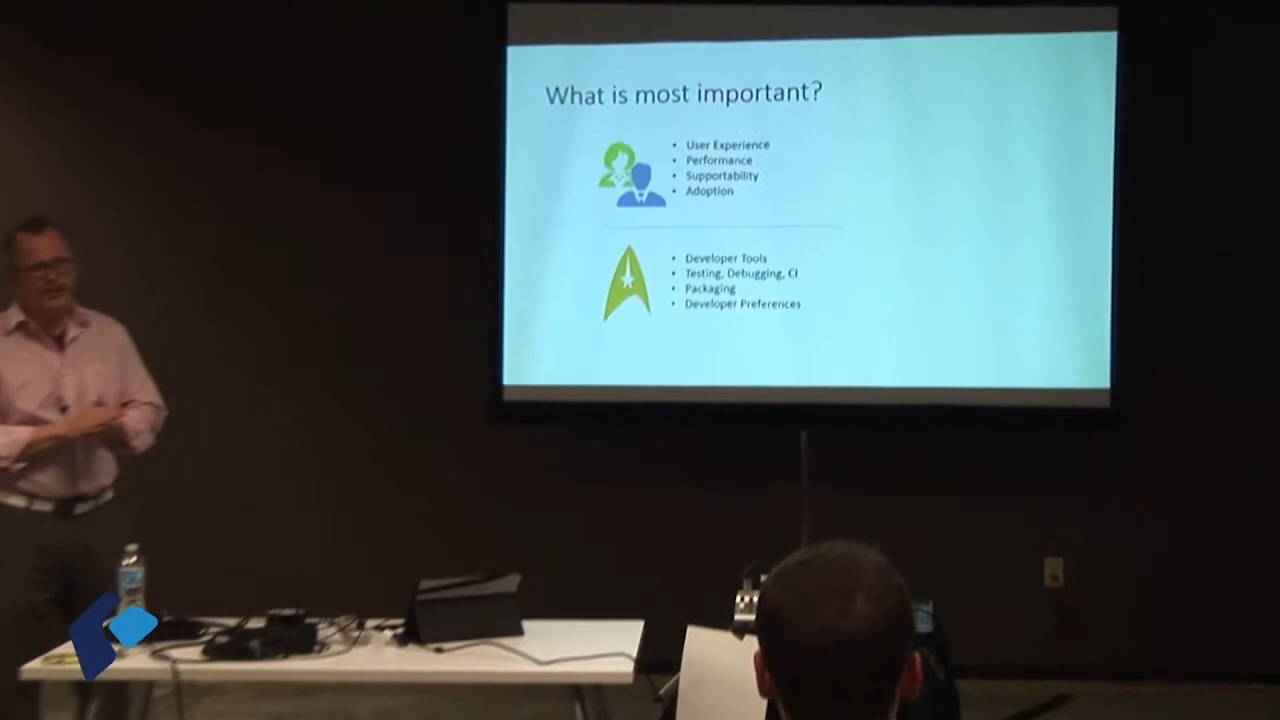 What is most important?
• User Experience
• Performance
• Supportability
• Adoption
• Developer Tools
• Testing, Debugging, CI
• Packaging
• Developer Preferences